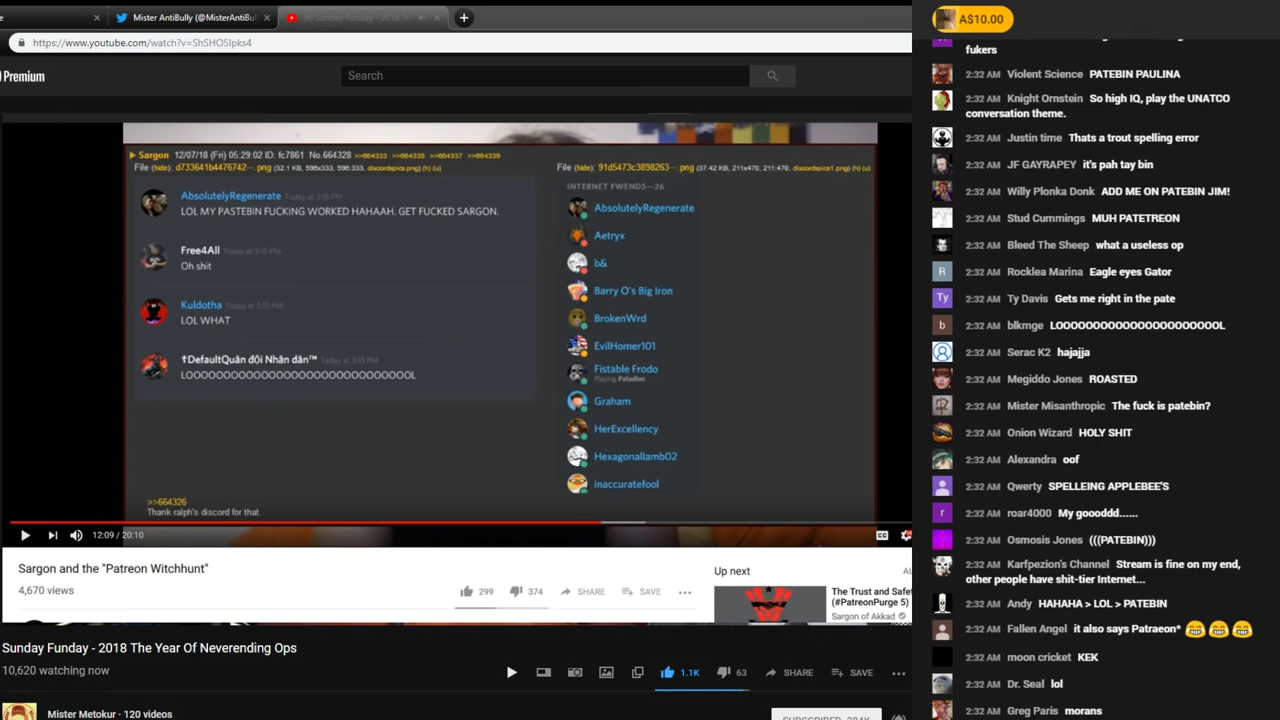 Mister AntiBully (@MisterAntiBul
(6) Sunday Funday - 2018 The
https://www.youtube.com/watch?v=ShSHOSIpks4
Premium
Search
Sargon 12/07/18 (Fri) 05:29:02 ID: fc7861 No.664328 >>664333 >>664335 >>664337 >>664339
File (hide): d733641b4476742⋯.png (32.1 KB, 596x333, 596:333, discordspics.png) (h) (u)
File (hide): 91d5473c3898263⋯.png (37.42 KB, 211x470, 211:470, discordspics1.png) (h) (u)
AbsolutelyRegenerate Today at 3:15 PM
LOL MY PASTEBIN FUCKING WORKED HAHAAH. GET FUCKED SARGON.
Free4All Today at 3:15 PM
Oh shit
Kuldotha Today at 3:15 PM
LOL WHAT
✝DefaultQuân đội Nhân dân™ Today at 3:15 PM
LOOOOOOOOOOOOOOOOOOOOOOOOOOOOL
INTERNET FWENDS—26
AbsolutelyRegenerate
Aetryx
b&
Barry O's Big Iron
BrokenWrd
EvilHomer101
Fistable Frodo
Playing Paladins
Graham
HerExcellency
Hexagonallamb02
inaccuratefool
>>664326
Thank ralph's discord for that.
12:09 / 20:10
Sargon and the "Patreon Witchhunt"
4,670 views
299
374
SHARE
SAVE
Up next
The Trust and Safet
(#PatreonPurge 5)
Sargon of Akkad
Sunday Funday - 2018 The Year Of Neverending Ops
10,620 watching now
1.1K
63
SHARE
SAVE
Mister Metokur · 120 videos
SUBSCRIBED 284K
A$10.00
fukers
2:32 AM Violent Science PATEBIN PAULINA
2:32 AM Knight Ornstein So high IQ, play the UNATCO
conversation theme.
2:32 AM Justin time Thats a trout spelling error
2:32 AM JF GAYRAPEY it's pah tay bin
2:32 AM Willy Plonka Donk ADD ME ON PATEBIN JIM!
2:32 AM Stud Cummings MUH PATETREON
2:32 AM Bleed The Sheep what a useless op
R
2:32 AM Rocklea Marina Eagle eyes Gator
Ty
2:32 AM Ty Davis Gets me right in the pate
b
2:32 AM blkmge LOOOOOOOOOOOOOOOOOOOOOOL
2:32 AM Serac K2 hajajja
2:32 AM Megiddo Jones ROASTED
2:32 AM Mister Misanthropic The fuck is patebin?
2:32 AM Onion Wizard HOLY SHIT
2:32 AM Alexandra oof
2:32 AM Qwerty SPELLEING APPLEBEE'S
r
2:32 AM roar4000 My goooddd......
2:32 AM Osmosis Jones (((PATEBIN)))
2:32 AM Karfpezion's Channel Stream is fine on my end,
other people have shit-tier Internet...
2:32 AM Andy HAHAHA > LOL > PATEBIN
2:32 AM Fallen Angel it also says Patraeon* 😂😂😂
2:32 AM moon cricket KEK
2:32 AM Dr. Seal lol
2:32 AM Greg Paris morans